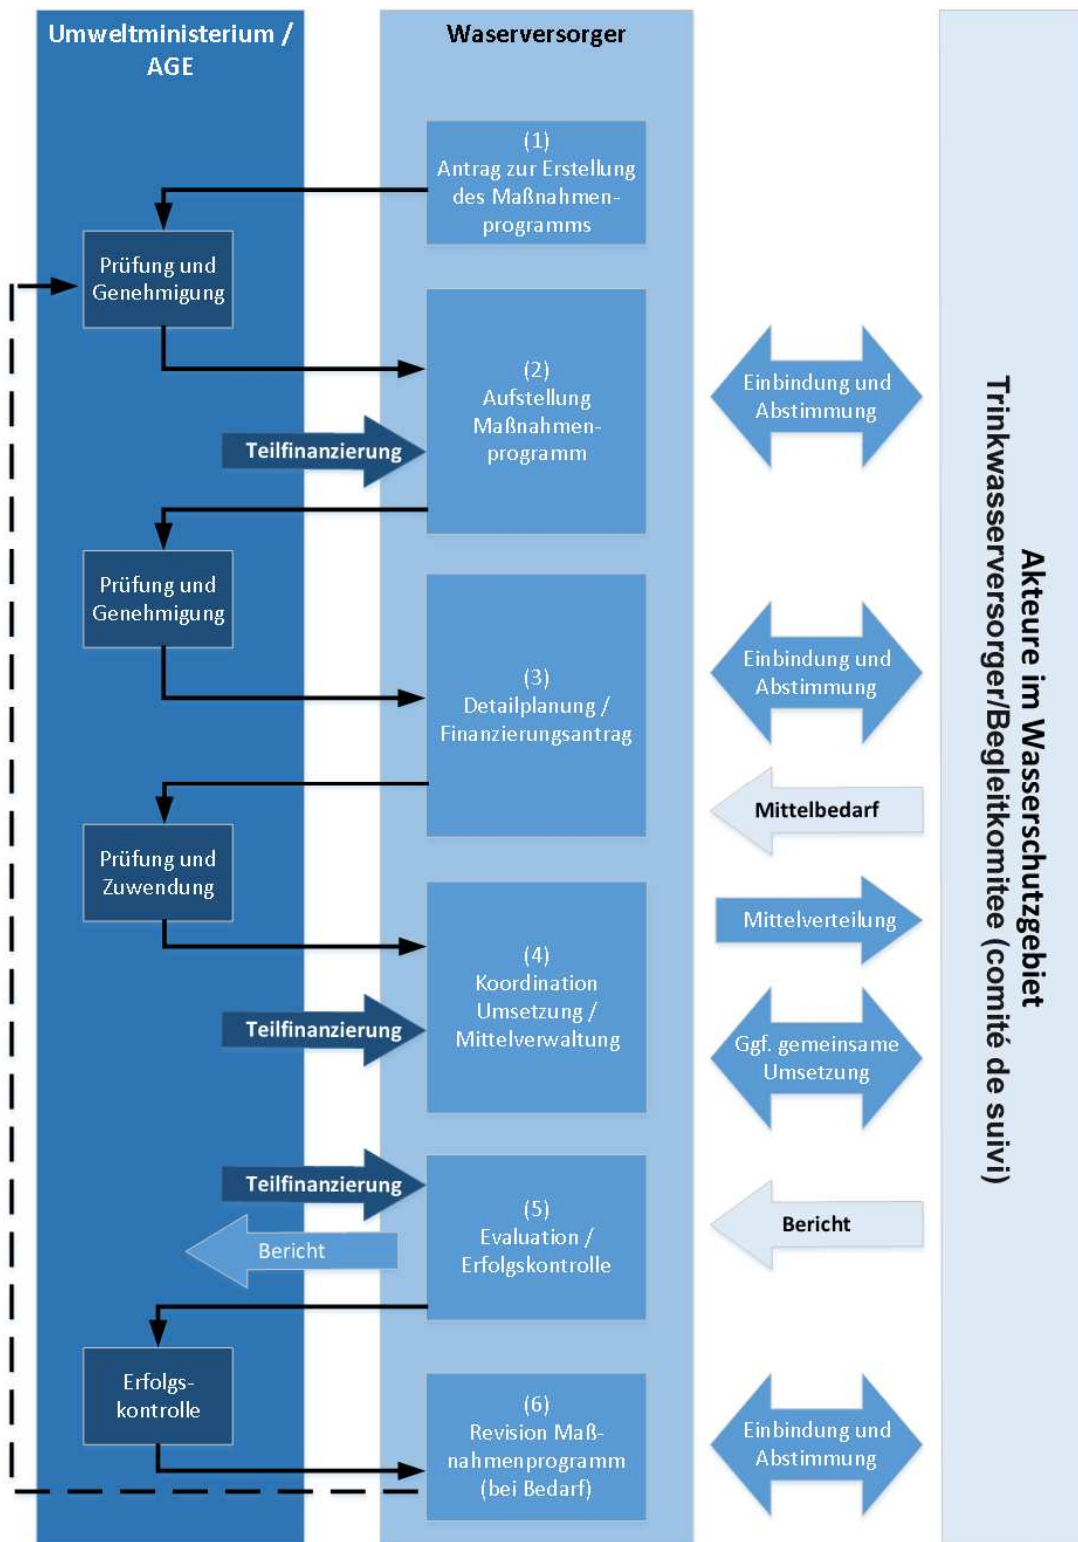 Umweltministerium /
AGE
Waserversorger
(1)
Antrag zur Erstellung
des Maßnahmen-
programms
Prüfung und
Genehmigung
(2)
Aufstellung
Maßnahmen-
programm
Einbindung und
Abstimmung
Teilfinanzierung
Prüfung und
Genehmigung
(3)
Detailplanung /
Finanzierungsantrag
Einbindung und
Abstimmung
Mittelbedarf
Prüfung und
Zuwendung
(4)
Koordination
Umsetzung /
Mittelverwaltung
Mittelverteilung
Teilfinanzierung
Ggf. gemeinsame
Umsetzung
Teilfinanzierung
Bericht
(5)
Evaluation /
Erfolgskontrolle
Bericht
Erfolgs-
kontrolle
(6)
Revision Maß-
nahmenprogramm
(bei Bedarf)
Einbindung und
Abstimmung
Akteure im Wasserschutzgebiet
Trinkwasserversorger/Begleitkomitee (comité de suivi)